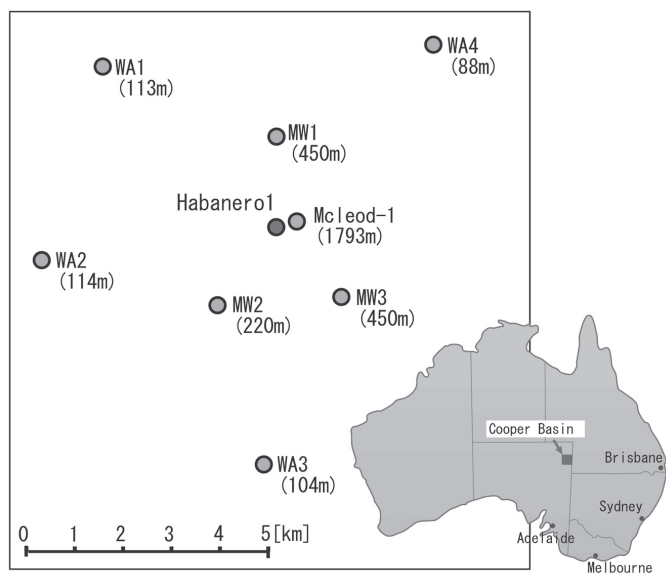 WA4
(88m)
WA1
(113m)
MW1
(450m)
Habanero1
Mcleod-1
(1793m)
WA2
(114m)
MW3
(450m)
MW2
(220m)
Cooper Basin
Brisbane
WA3
(104m)
Sydney
0 1 2 3 4 5[km]
Adelaide
Melbourne